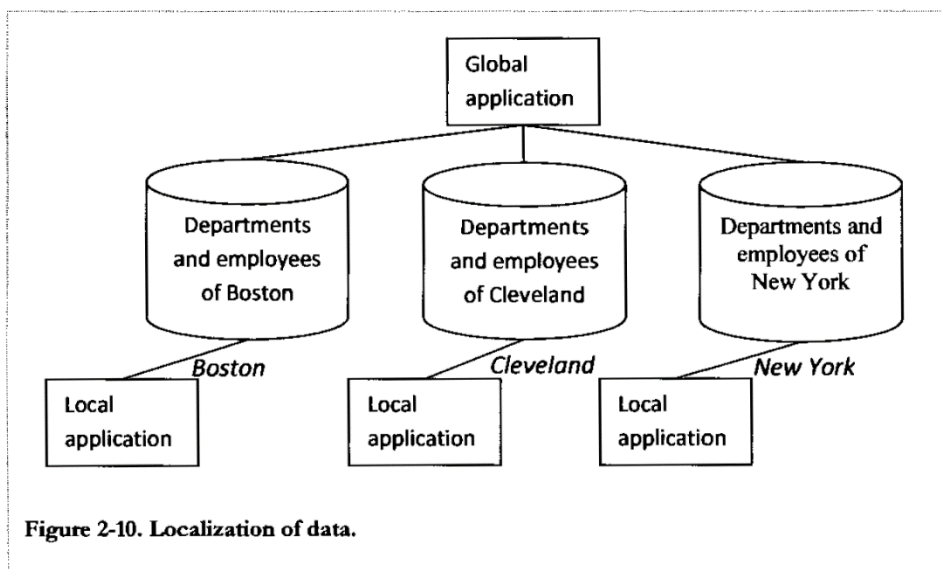 Global
application
Departments
and employees
of Boston
Departments
and employees
of Cleveland
Departments and
employees of
New York
Boston
Cleveland
New York
Local
application
Local
application
Local
application
Figure 2-10. Localization of data.